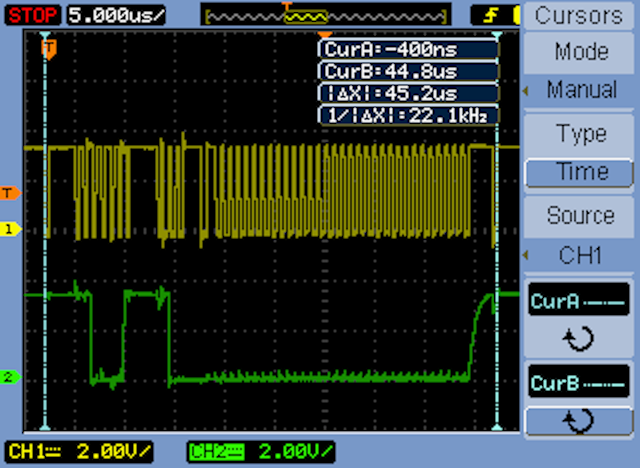 STOP 5.000us/ T Cursors
T CurA:-400ns
CurB:44.8us
|ΔX|:45.2us
1/|ΔX|:22.1kHz
Mode
Manual
Type
Time
Source
CH1
CurA
CurB
T
1
2
CH1 2.00V/ CH2 2.00V/